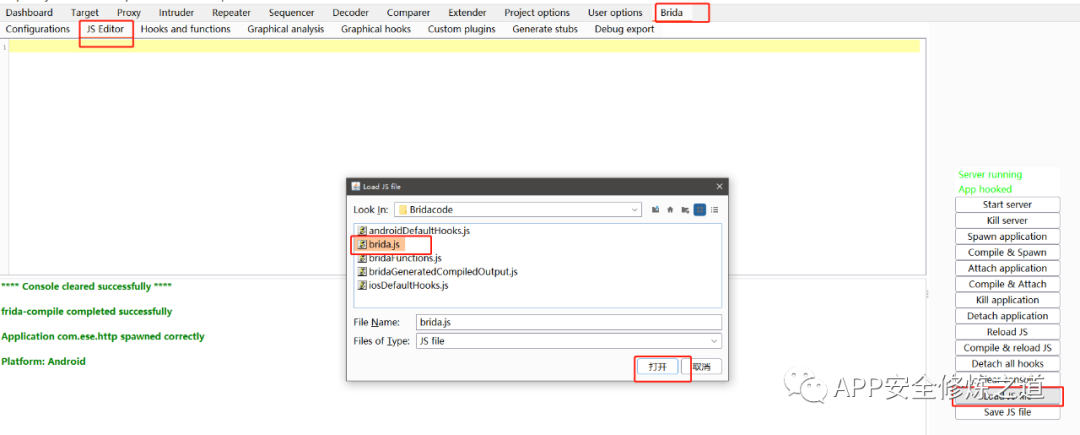 Dashboard Target Proxy Intruder Repeater Sequencer Decoder Comparer Extender Project options User options Brida
Configurations JS Editor Hooks and functions Graphical analysis Graphical hooks Custom plugins Generate stubs Debug export
1
Load JS file
Look In: Bridacode
androidDefaultHooks.js
brida.js
bridaFunctions.js
bridaGeneratedCompiledOutput.js
iosDefaultHooks.js
File Name: brida.js
Files of Type: JS file
打开 取消
**** Console cleared successfully ****
frida-compile completed successfully
Application com.ese.http spawned correctly
Platform: Android
Server running
App hooked
Start server
Kill server
Spawn application
Compile & Spawn
Attach application
Compile & Attach
Kill application
Detach application
Reload JS
Compile & reload JS
Detach all hooks
Clear console
Load JS file
Save JS file
APP安全修炼之道